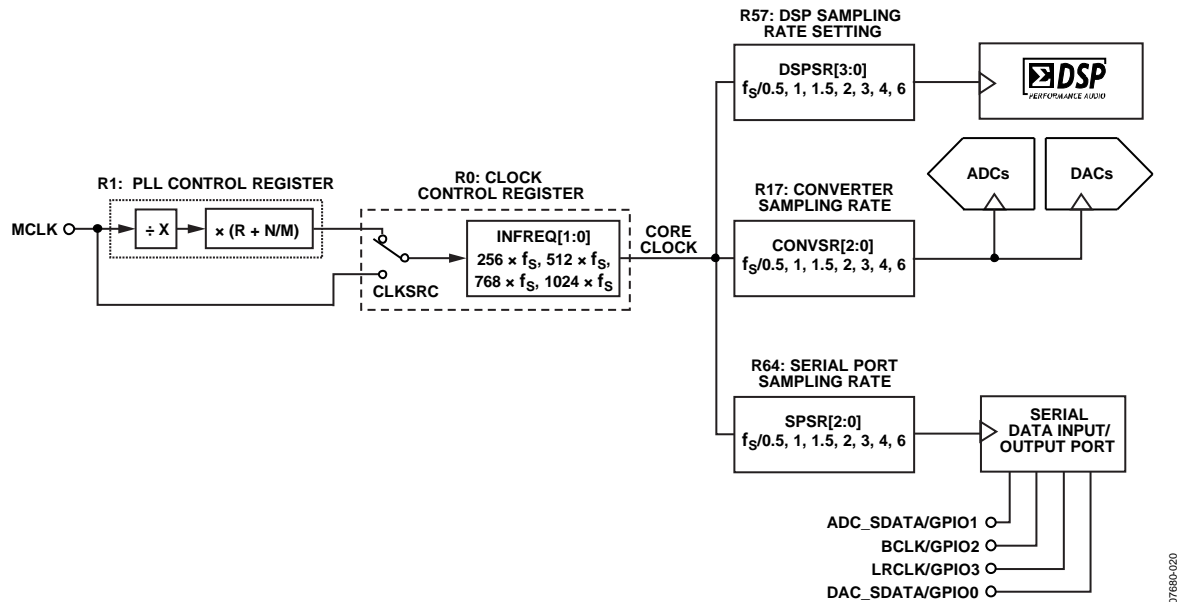 R57: DSP SAMPLING
RATE SETTING
DSPSR[3:0]
fS/0.5, 1, 1.5, 2, 3, 4, 6
ΣDSP
PERFORMANCE AUDIO
R1: PLL CONTROL REGISTER
MCLK
÷ X
× (R + N/M)
R0: CLOCK
CONTROL REGISTER
INFREQ[1:0]
256 × fS, 512 × fS,
768 × fS, 1024 × fS
CLKSRC
CORE
CLOCK
R17: CONVERTER
SAMPLING RATE
CONVSR[2:0]
fS/0.5, 1, 1.5, 2, 3, 4, 6
ADCs
DACs
R64: SERIAL PORT
SAMPLING RATE
SPSR[2:0]
fS/0.5, 1, 1.5, 2, 3, 4, 6
SERIAL
DATA INPUT/
OUTPUT PORT
ADC_SDATA/GPIO1
BCLK/GPIO2
LRCLK/GPIO3
DAC_SDATA/GPIO0
07680-020